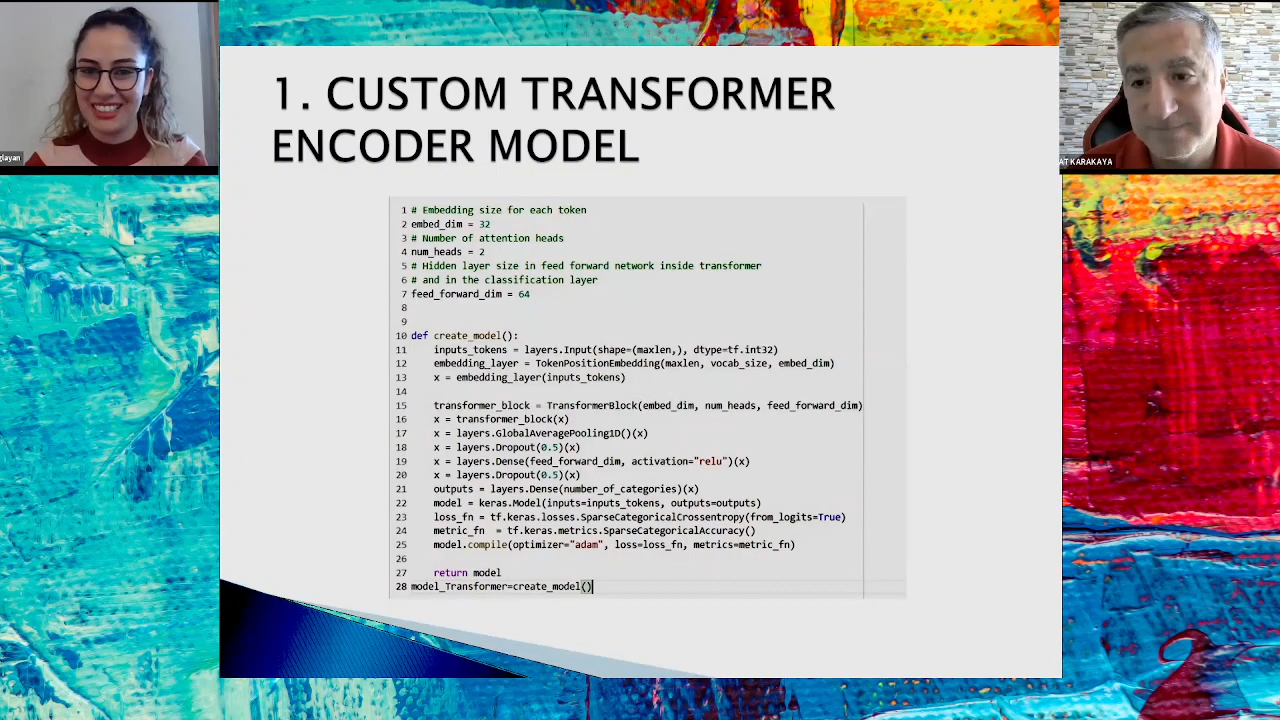 1. CUSTOM TRANSFORMER
ENCODER MODEL
1 # Embedding size for each token
2 embed_dim = 32
3 # Number of attention heads
4 num_heads = 2
5 # Hidden layer size in feed forward network inside transformer
6 # and in the classification layer
7 feed_forward_dim = 64
8
9
10 def create_model():
11     inputs_tokens = layers.Input(shape=(maxlen,), dtype=tf.int32)
12     embedding_layer = TokenPositionEmbedding(maxlen, vocab_size, embed_dim)
13     x = embedding_layer(inputs_tokens)
14
15     transformer_block = TransformerBlock(embed_dim, num_heads, feed_forward_dim)
16     x = transformer_block(x)
17     x = layers.GlobalAveragePooling1D()(x)
18     x = layers.Dropout(0.5)(x)
19     x = layers.Dense(feed_forward_dim, activation="relu")(x)
20     x = layers.Dropout(0.5)(x)
21     outputs = layers.Dense(number_of_categories)(x)
22     model = keras.Model(inputs=inputs_tokens, outputs=outputs)
23     loss_fn = tf.keras.losses.SparseCategoricalCrossentropy(from_logits=True)
24     metric_fn  = tf.keras.metrics.SparseCategoricalAccuracy()
25     model.compile(optimizer="adam", loss=loss_fn, metrics=metric_fn)
26
27     return model
28 model_Transformer=create_model()
glayan
AT KARAKAYA